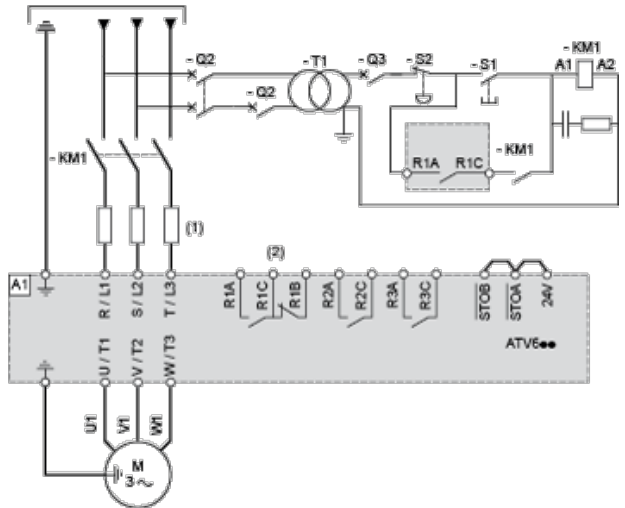 - Q2
- T1
- Q3
- S2
- S1
- KM1
A1
A2
- Q2
- KM1
R1A
R1C
- KM1
(1)
(2)
A1
R / L1
S / L2
T / L3
R1A
R1C
R1B
R2A
R2C
R3A
R3C
STOB
STOA
24V
U / T1
V / T2
W / T3
ATV6●●
U1
V1
W1
M
3~